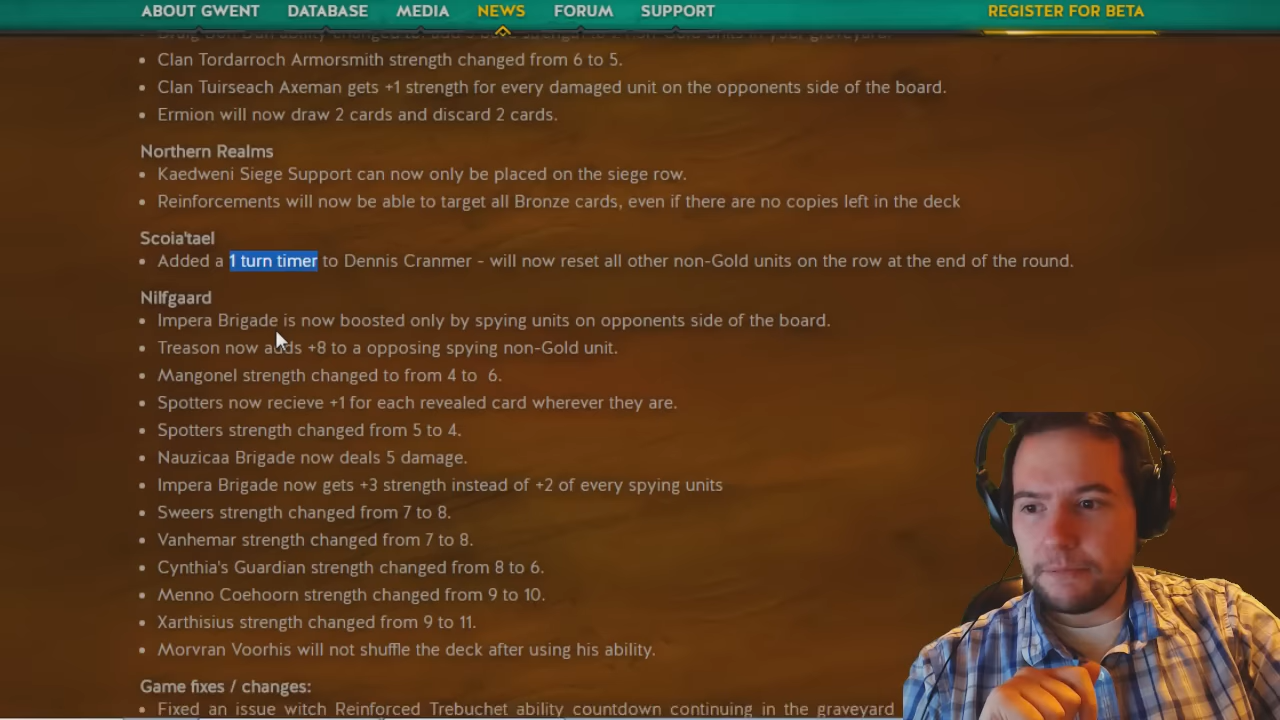 ABOUT GWENT DATABASE MEDIA NEWS FORUM SUPPORT REGISTER FOR BETA
Clan Tordarroch Armorsmith strength changed from 6 to 5.
Clan Tuirseach Axeman gets +1 strength for every damaged unit on the opponents side of the board.
Ermion will now draw 2 cards and discard 2 cards.
Northern Realms
Kaedweni Siege Support can now only be placed on the siege row.
Reinforcements will now be able to target all Bronze cards, even if there are no copies left in the deck
Scoia'tael
Added a 1 turn timer to Dennis Cranmer - will now reset all other non-Gold units on the row at the end of the round.
Nilfgaard
Impera Brigade is now boosted only by spying units on opponents side of the board.
Treason now adds +8 to a opposing spying non-Gold unit.
Mangonel strength changed to from 4 to 6.
Spotters now recieve +1 for each revealed card wherever they are.
Spotters strength changed from 5 to 4.
Nauzicaa Brigade now deals 5 damage.
Impera Brigade now gets +3 strength instead of +2 of every spying units
Sweers strength changed from 7 to 8.
Vanhemar strength changed from 7 to 8.
Cynthia's Guardian strength changed from 8 to 6.
Menno Coehoorn strength changed from 9 to 10.
Xarthisius strength changed from 9 to 11.
Morvran Voorhis will not shuffle the deck after using his ability.
Game fixes / changes:
Fixed an issue witch Reinforced Trebuchet ability countdown continuing in the graveyard